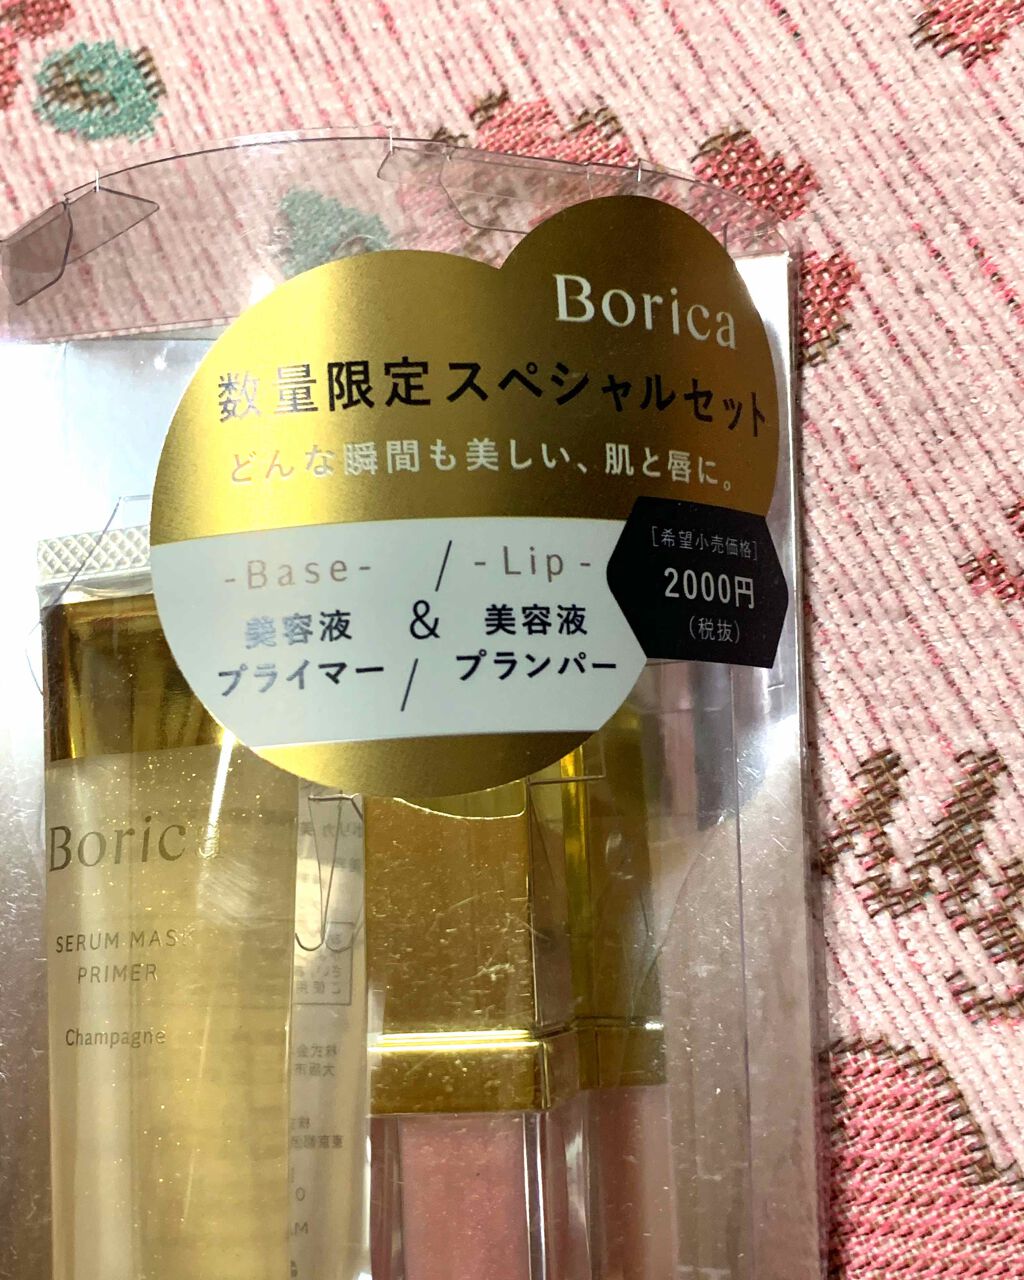 Borica
数量限定スペシャルセット
どんな瞬間も美しい、肌と唇に。
-Base- / -Lip-
美容液 & 美容液
プライマー / プランパー
[希望小売価格]
2000円
(税抜)
Borica
SERUM MASK
PRIMER
Champagne